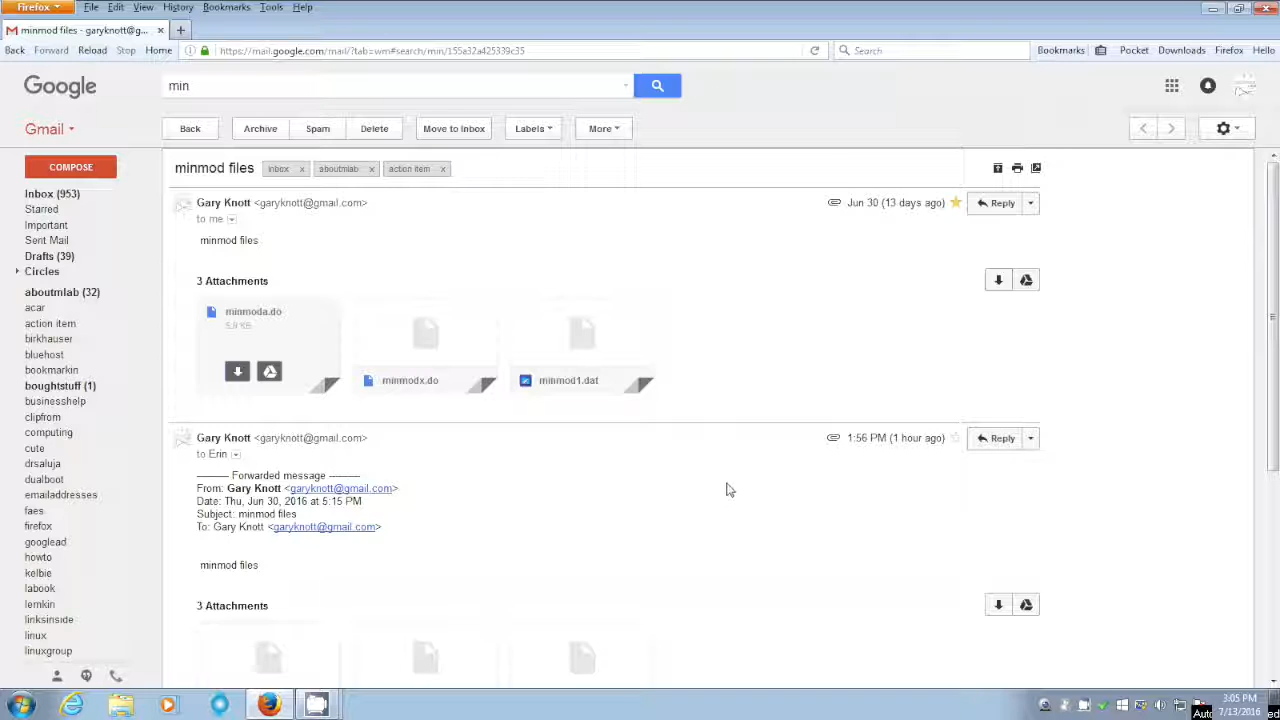 Firefox File Edit View History Bookmarks Tools Help
minmod files - garyknott@g...
Back Forward Reload Stop Home https://mail.google.com/mail/?tab=wm#search/min/155a32a425339c35 Search Bookmarks Pocket Downloads Firefox Hello
Google min
Gmail Back Archive Spam Delete Move to Inbox Labels More
COMPOSE
Inbox (953)
Starred
Important
Sent Mail
Drafts (39)
Circles
aboutmlab (32)
acar
action item
birkhauser
bluehost
bookmarkin
boughtstuff (1)
businesshelp
clipfrom
computing
cute
drsaluja
dualboot
emailaddresses
faes
firefox
googlead
howto
kelbie
labook
lemkin
linksinside
linux
linuxgroup
minmod files inbox x aboutmlab x action item x
Gary Knott <garyknott@gmail.com> Jun 30 (13 days ago) Reply
to me
minmod files
3 Attachments
minmoda.do
minmodx.do minmod1.dat
Gary Knott <garyknott@gmail.com> 1:56 PM (1 hour ago) Reply
to Erin
---------- Forwarded message ----------
From: Gary Knott <garyknott@gmail.com>
Date: Thu, Jun 30, 2016 at 5:15 PM
Subject: minmod files
To: Gary Knott <garyknott@gmail.com>
minmod files
3 Attachments
3:05 PM
7/13/2016